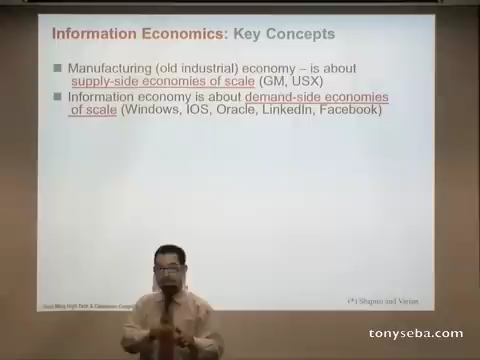 Information Economics: Key Concepts
Manufacturing (old industrial) economy – is about
supply-side economies of scale (GM, USX)
Information economy is about demand-side economies
of scale (Windows, IOS, Oracle, LinkedIn, Facebook)
(*) Shapiro and Varian
tonyseba.com